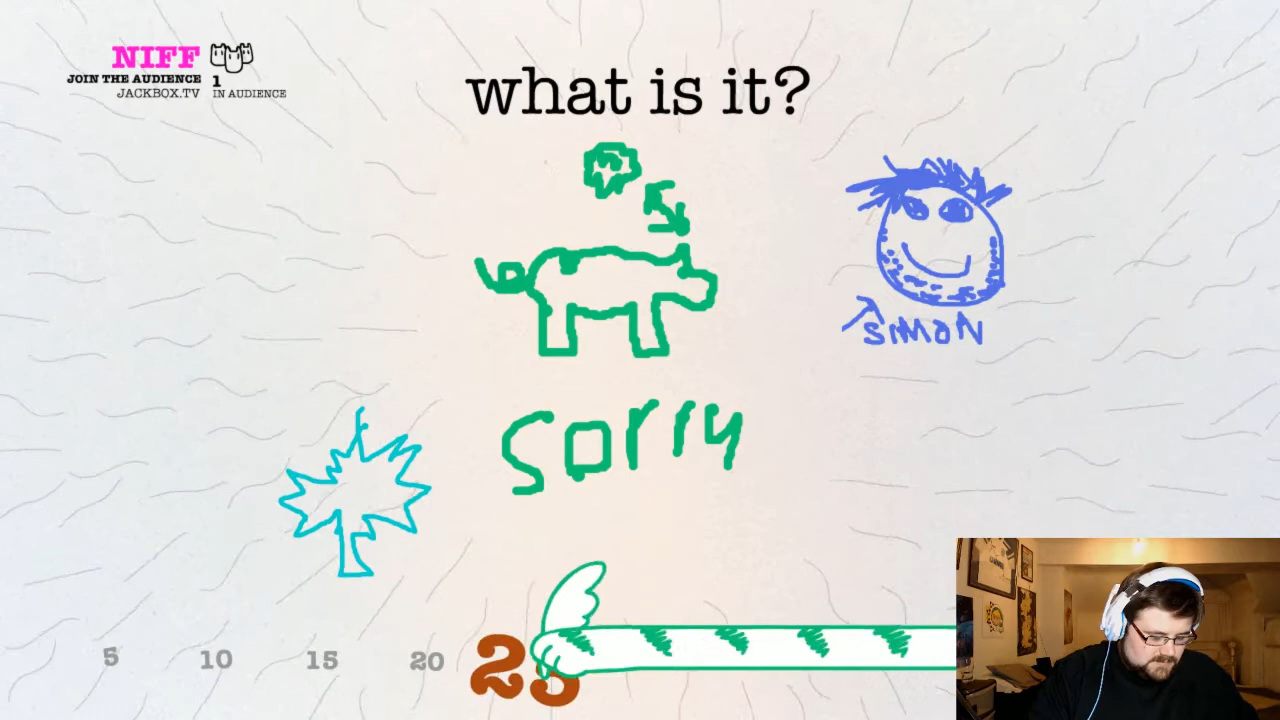 NIFF
JOIN THE AUDIENCE
JACKBOX.TV
1
IN AUDIENCE
what is it?
SIMON
sorry
5 10 15 20 25